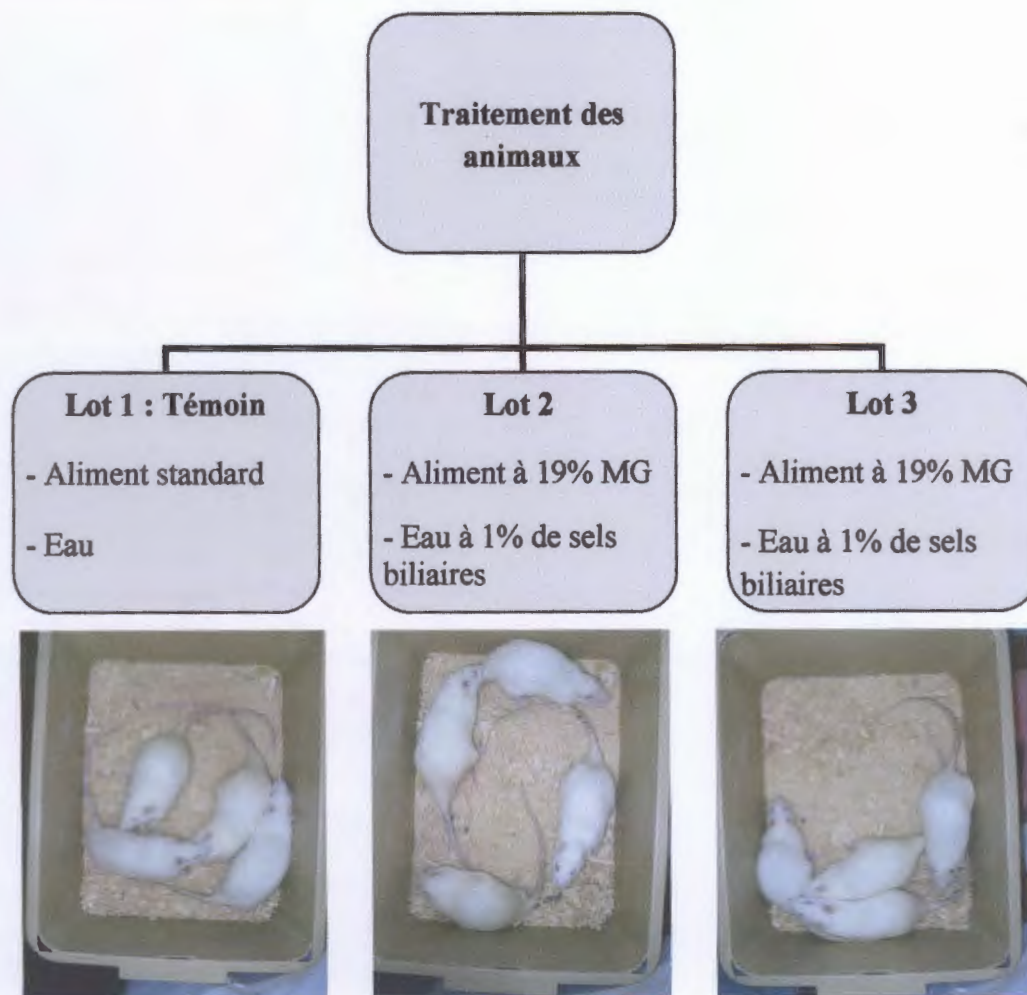 Traitement des
animaux
Lot 1 : Témoin
- Aliment standard
- Eau
Lot 2
- Aliment à 19% MG
- Eau à 1% de sels
biliaires
Lot 3
- Aliment à 19% MG
- Eau à 1% de sels
biliaires